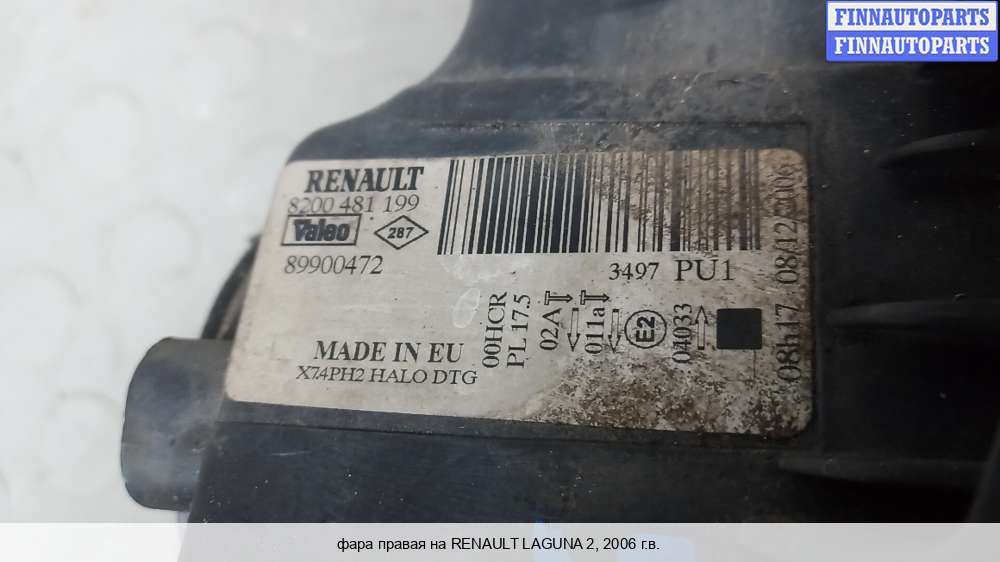 FINNAUTOPARTS
FINNAUTOPARTS
RENAULT
8200 481 199
Valeo
287
89900472
3497 PU1
MADE IN EU
X74PH2 HALO DTG
00HCR
PL 17.5
02A
011a
E2
04033
08h17 08/12/2006
фара правая на RENAULT LAGUNA 2, 2006 г.в.